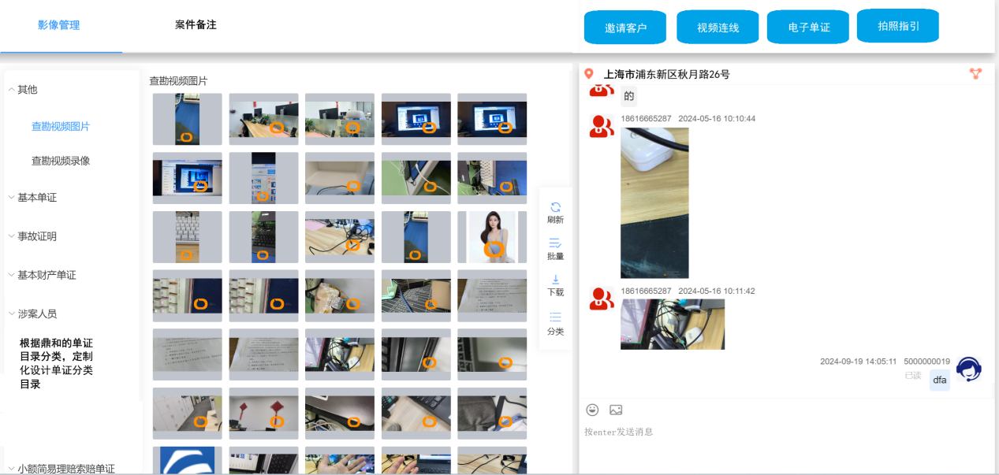 影像管理
案件备注
邀请客户
视频连线
电子单证
拍照指引
其他
查勘视频图片
查勘视频录像
基本单证
事故证明
基本财产单证
涉案人员
根据鼎和的单证
目录分类，定制
化设计单证分类
目录
小额简易理赔索赔单证
查勘视频图片
刷新
批量
下载
分类
上海市浦东新区秋月路26号
的
18616665287 2024-05-16 10:10:44
18616665287 2024-05-16 10:11:42
2024-09-19 14:05:11 5000000019
已读
dfa
按enter发送消息